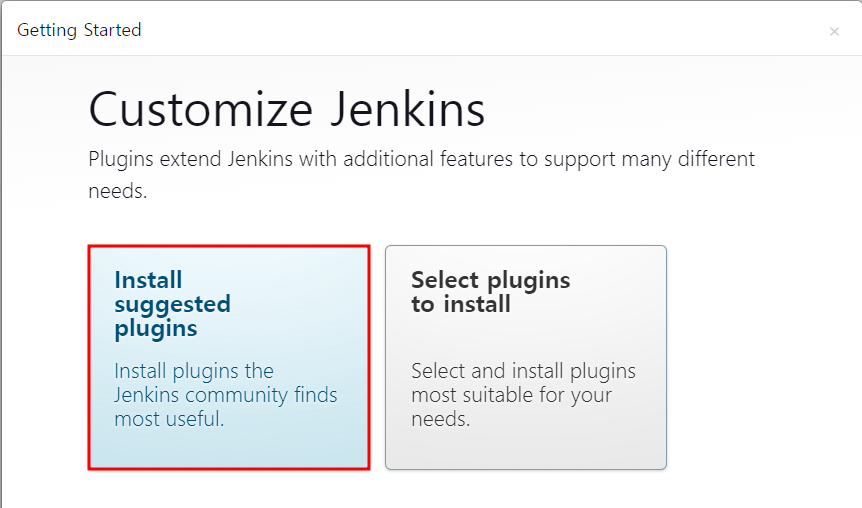 Getting Started
×
Customize Jenkins
Plugins extend Jenkins with additional features to support many different
needs.
Install
suggested
plugins
Install plugins the
Jenkins community finds
most useful.
Select plugins
to install
Select and install plugins
most suitable for your
needs.